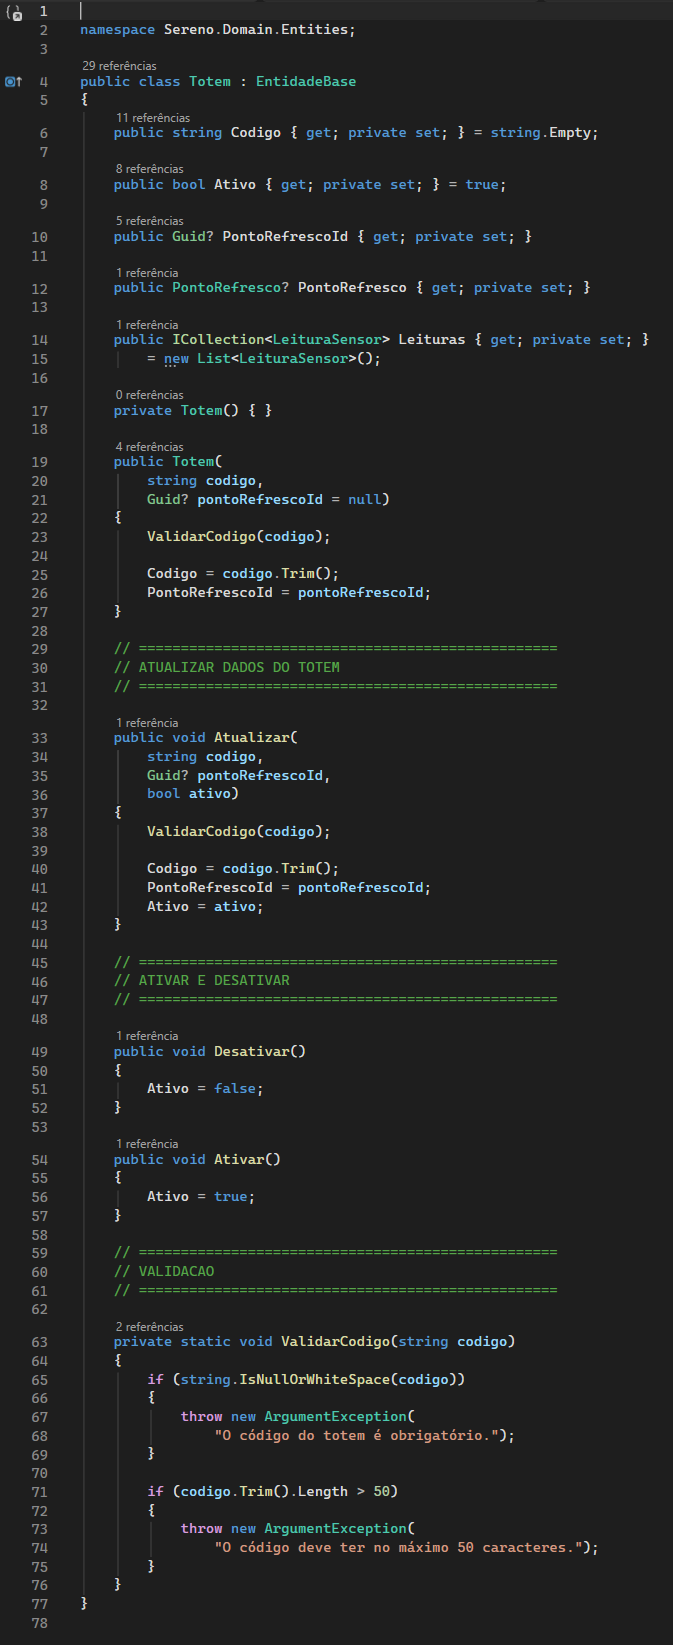 1
2 namespace Sereno.Domain.Entities;
3
29 referências
4 public class Totem : EntidadeBase
5 {
11 referências
6 public string Codigo { get; private set; } = string.Empty;
7
8 referências
8 public bool Ativo { get; private set; } = true;
9
5 referências
10 public Guid? PontoRefrescoId { get; private set; }
11
1 referência
12 public PontoRefresco? PontoRefresco { get; private set; }
13
1 referência
14 public ICollection<LeituraSensor> Leituras { get; private set; }
15 = new List<LeituraSensor>();
16
0 referências
17 private Totem() { }
18
4 referências
19 public Totem(
20 string codigo,
21 Guid? pontoRefrescoId = null)
22 {
23 ValidarCodigo(codigo);
24
25 Codigo = codigo.Trim();
26 PontoRefrescoId = pontoRefrescoId;
27 }
28
29 // ==================================================
30 // ATUALIZAR DADOS DO TOTEM
31 // ==================================================
32
1 referência
33 public void Atualizar(
34 string codigo,
35 Guid? pontoRefrescoId,
36 bool ativo)
37 {
38 ValidarCodigo(codigo);
39
40 Codigo = codigo.Trim();
41 PontoRefrescoId = pontoRefrescoId;
42 Ativo = ativo;
43 }
44
45 // ==================================================
46 // ATIVAR E DESATIVAR
47 // ==================================================
48
1 referência
49 public void Desativar()
50 {
51 Ativo = false;
52 }
53
1 referência
54 public void Ativar()
55 {
56 Ativo = true;
57 }
58
59 // ==================================================
60 // VALIDACAO
61 // ==================================================
62
2 referências
63 private static void ValidarCodigo(string codigo)
64 {
65 if (string.IsNullOrWhiteSpace(codigo))
66 {
67 throw new ArgumentException(
68 "O código do totem é obrigatório.");
69 }
70
71 if (codigo.Trim().Length > 50)
72 {
73 throw new ArgumentException(
74 "O código deve ter no máximo 50 caracteres.");
75 }
76 }
77 }
78